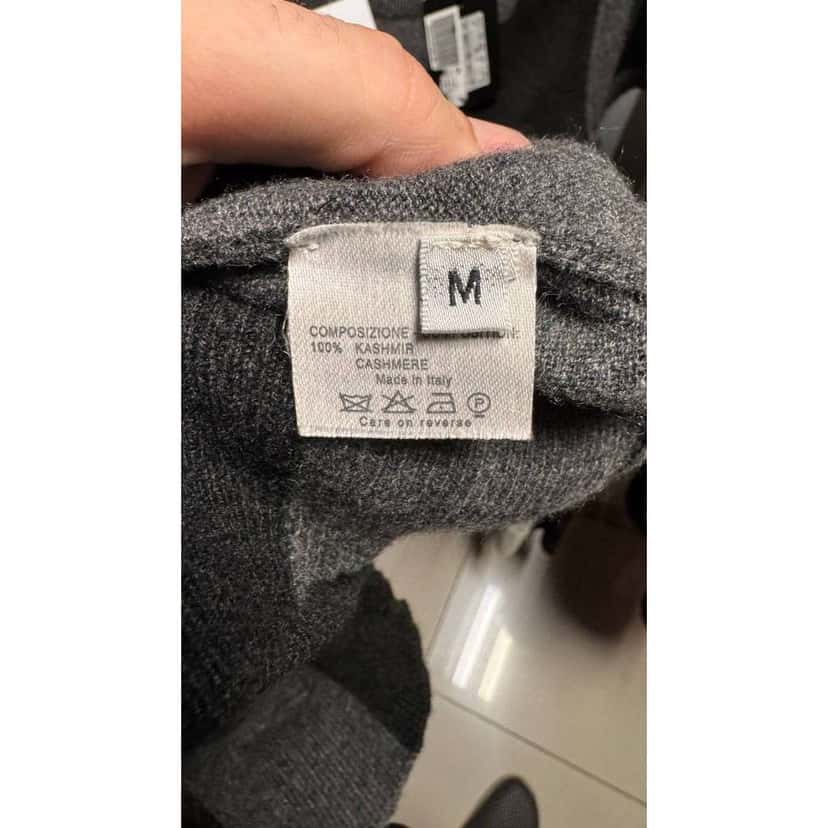 M
COMPOSIZIONE
100% KASHMIR
CASHMERE
Made in Italy
P
Care on reverse